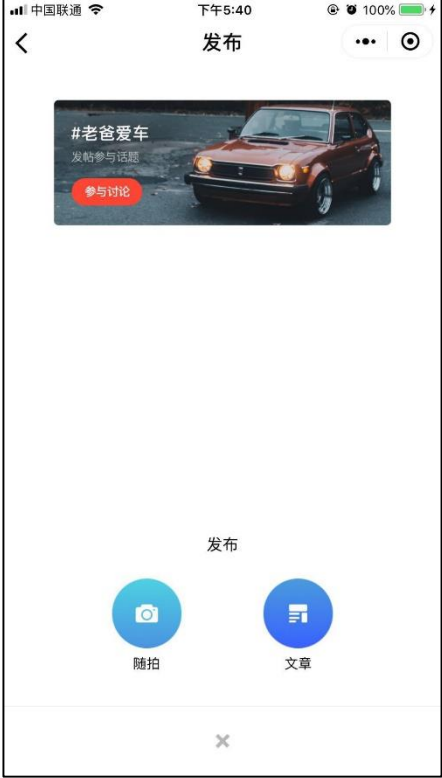 中国联通
下午5:40
100%
发布
#老爸爱车
发帖参与话题
参与讨论
发布
随拍
文章